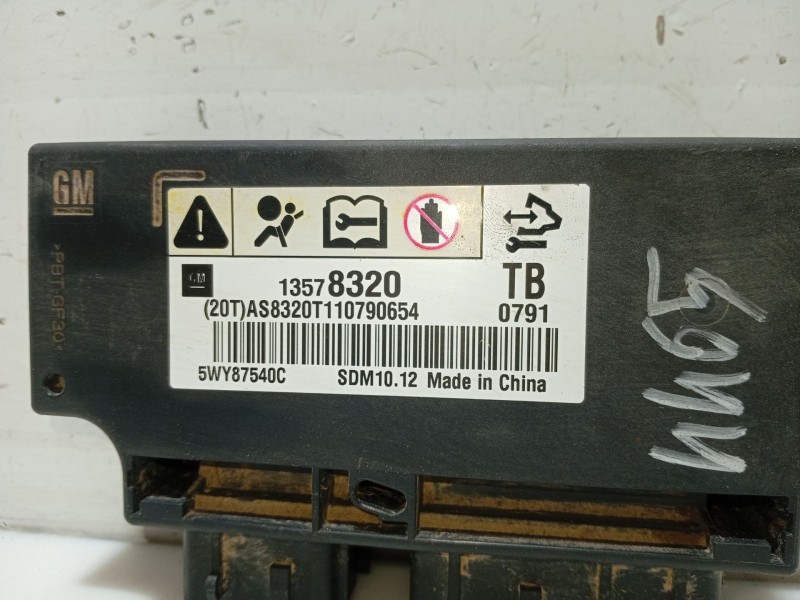 GM
>PBT-GF30<
GM
13578320
TB
(20T)AS8320T110790654
0791
5WY87540C
SDM10.12 Made in China